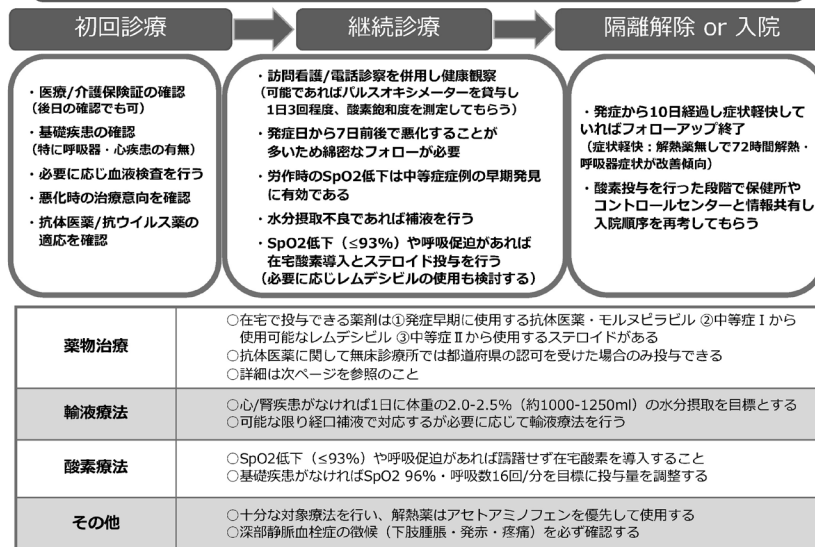 初回診療
継続診療
隔離解除 or 入院
・医療/介護保険証の確認
（後日の確認でも可）
・基礎疾患の確認
（特に呼吸器・心疾患の有無）
・必要に応じ血液検査を行う
・悪化時の治療意向を確認
・抗体医薬/抗ウイルス薬の
適応を確認
・訪問看護/電話診察を併用し健康観察
（可能であればパルスオキシメーターを貸与し
1日3回程度、酸素飽和度を測定してもらう）
・発症日から7日前後で悪化することが
多いため綿密なフォローが必要
・労作時のSpO2低下は中等症症例の早期発見
に有効である
・水分摂取不良であれば補液を行う
・SpO2低下（≤93%）や呼吸促迫があれば
在宅酸素導入とステロイド投与を行う
（必要に応じレムデシビルの使用も検討する）
・発症から10日経過し症状軽快して
いればフォローアップ終了
（症状軽快：解熱薬無しで72時間解熱・
呼吸器症状が改善傾向）
・酸素投与を行った段階で保健所や
コントロールセンターと情報共有し
入院順序を再考してもらう
薬物治療
○在宅で投与できる薬剤は①発症早期に使用する抗体医薬・モルヌピラビル ②中等症Ⅰから
使用可能なレムデシビル ③中等症Ⅱから使用するステロイドがある
○抗体医薬に関して無床診療所では都道府県の認可を受けた場合のみ投与できる
○詳細は次ページを参照のこと
輸液療法
○心/腎疾患がなければ1日に体重の2.0-2.5%（約1000-1250ml）の水分摂取を目標とする
○可能な限り経口補液で対応するが必要に応じて輸液療法を行う
酸素療法
○SpO2低下（≤93%）や呼吸促迫があれば躊躇せず在宅酸素を導入すること
○基礎疾患がなければSpO2 96%・呼吸数16回/分を目標に投与量を調整する
その他
○十分な対象療法を行い、解熱薬はアセトアミノフェンを優先して使用する
○深部静脈血栓症の徴候（下肢腫脹・発赤・疼痛）を必ず確認する